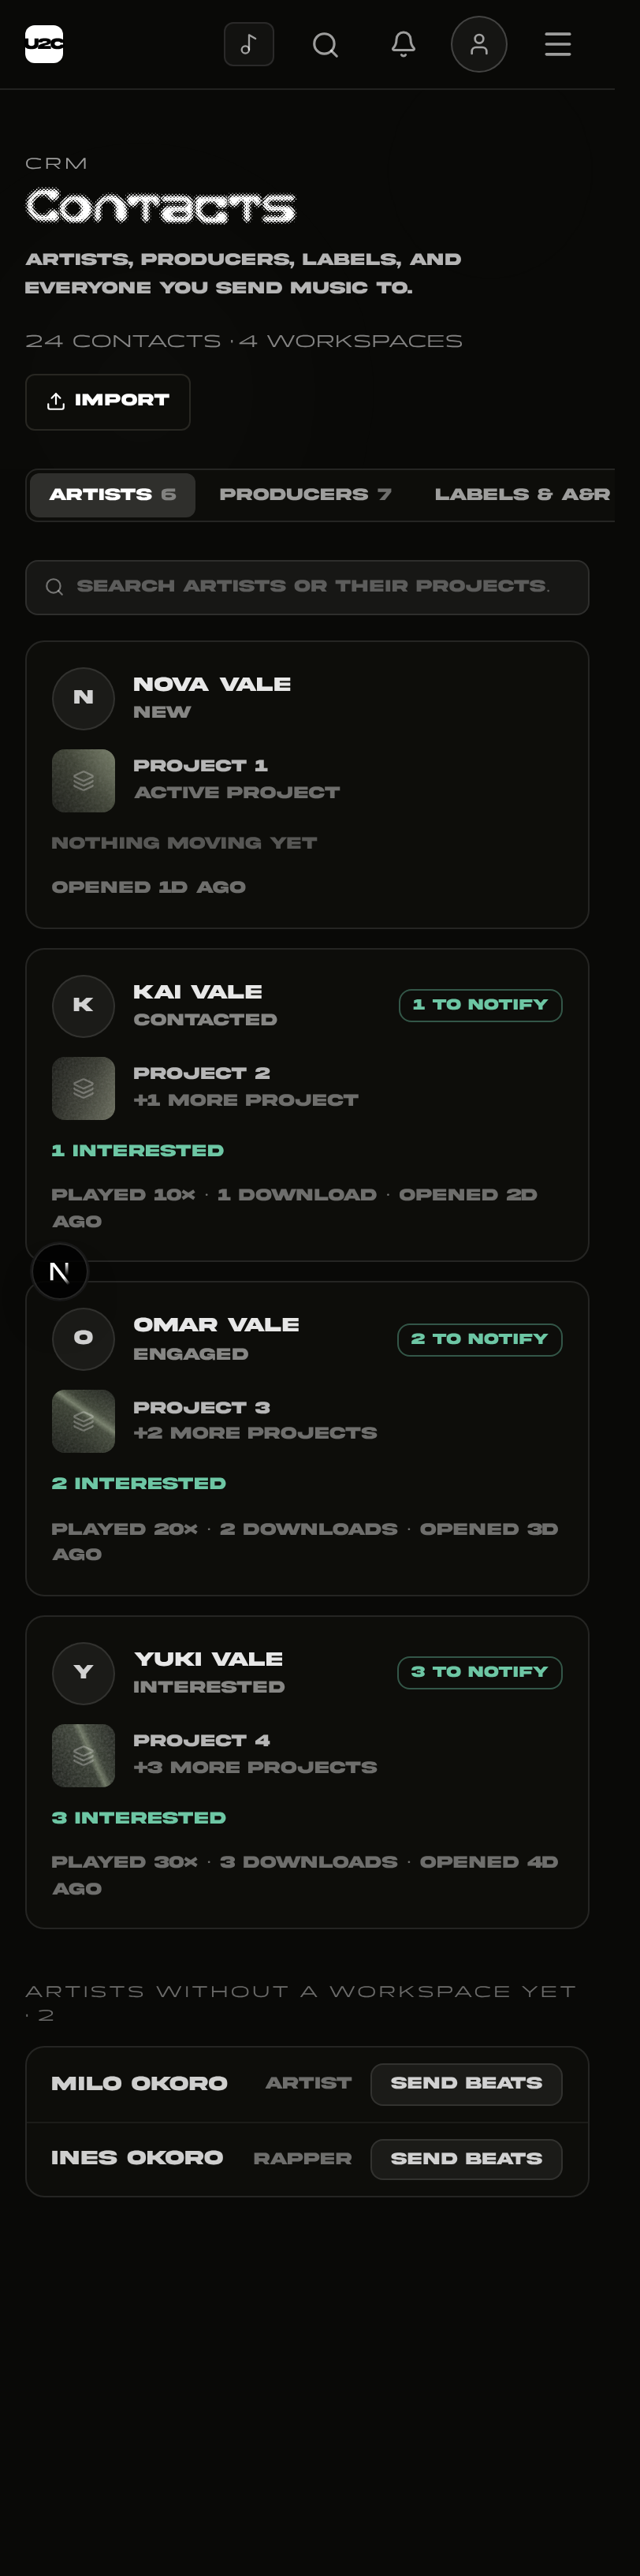 U2C
CRM
Contacts
ARTISTS, PRODUCERS, LABELS, AND
EVERYONE YOU SEND MUSIC TO.
24 CONTACTS · 4 WORKSPACES
IMPORT
ARTISTS 6 PRODUCERS 7 LABELS & A&R
SEARCH ARTISTS OR THEIR PROJECTS.
N
NOVA VALE
NEW
PROJECT 1
ACTIVE PROJECT
NOTHING MOVING YET
OPENED 1D AGO
K
KAI VALE
CONTACTED
1 TO NOTIFY
PROJECT 2
+1 MORE PROJECT
1 INTERESTED
PLAYED 10× · 1 DOWNLOAD · OPENED 2D
AGO
N
O
OMAR VALE
ENGAGED
2 TO NOTIFY
PROJECT 3
+2 MORE PROJECTS
2 INTERESTED
PLAYED 20× · 2 DOWNLOADS · OPENED 3D
AGO
Y
YUKI VALE
INTERESTED
3 TO NOTIFY
PROJECT 4
+3 MORE PROJECTS
3 INTERESTED
PLAYED 30× · 3 DOWNLOADS · OPENED 4D
AGO
ARTISTS WITHOUT A WORKSPACE YET
· 2
MILO OKORO ARTIST SEND BEATS
INES OKORO RAPPER SEND BEATS